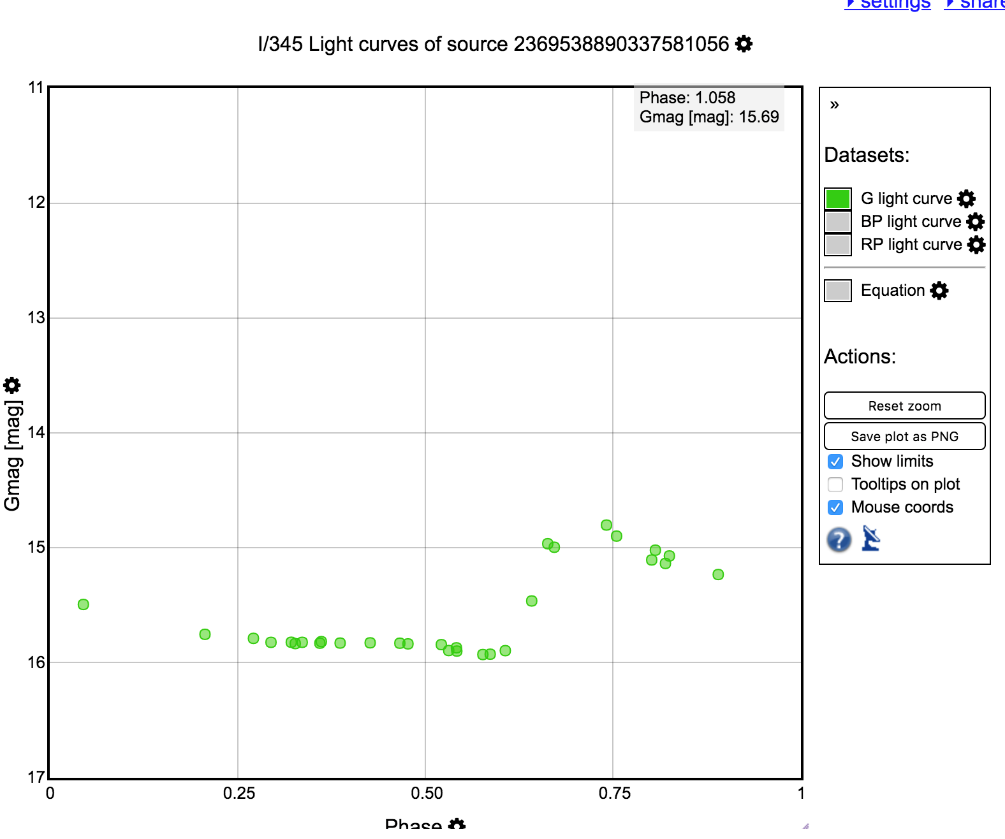 settings share
I/345 Light curves of source 2369538890337581056
Phase: 1.058
Gmag [mag]: 15.69
11
12
13
14
15
16
17
Gmag [mag]
0 0.25 0.50 0.75 1
Phase
»
Datasets:
G light curve
BP light curve
RP light curve
Equation
Actions:
Reset zoom
Save plot as PNG
Show limits
Tooltips on plot
Mouse coords
?